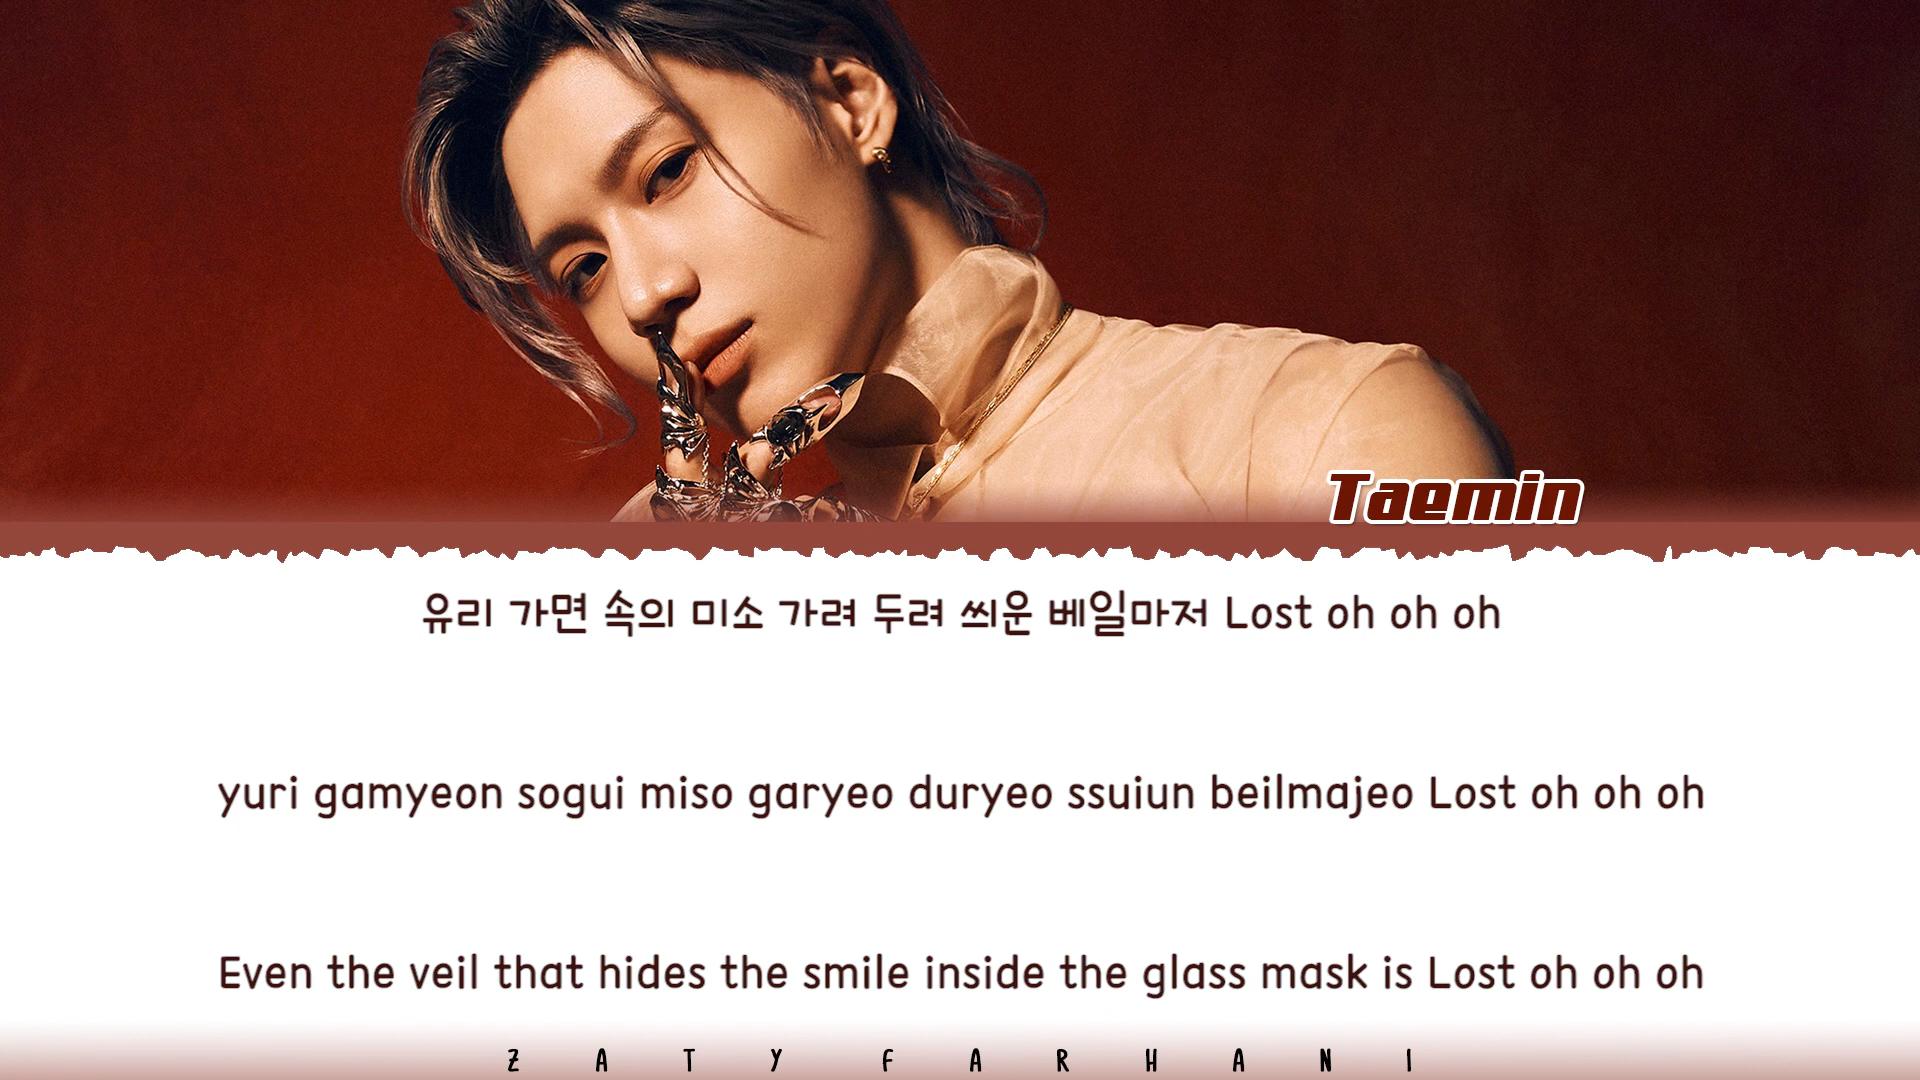 Taemin
유리 가면 속의 미소 가려 두려 씌운 베일마저 Lost oh oh oh
yuri gamyeon sogui miso garyeo duryeo ssuiun beilmajeo Lost oh oh oh
Even the veil that hides the smile inside the glass mask is Lost oh oh oh
ZATY FARHANI